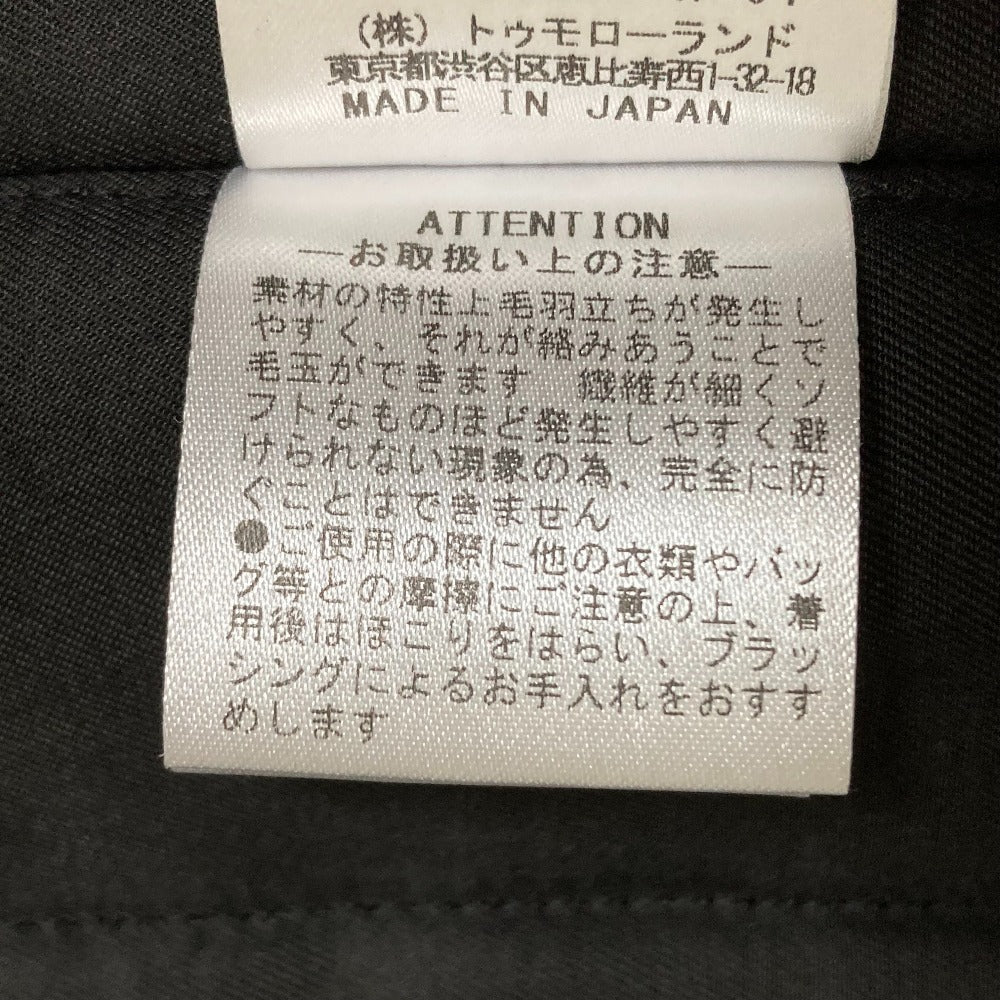 (株) トゥモローランド
東京都渋谷区恵比寿西1-32-18
MADE IN JAPAN
ATTENTION
―お取扱い上の注意―
素材の特性上毛羽立ちが発生し
やすく、それが絡みあうことで
毛玉ができます 繊維が細くソ
フトなものほど発生しやすく避
けられない現象の為、完全に防
ぐことはできません
●ご使用の際に他の衣類やバッ
グ等との摩擦にご注意の上、着
用後はほこりをはらい、ブラッ
シングによるお手入れをおすす
めします